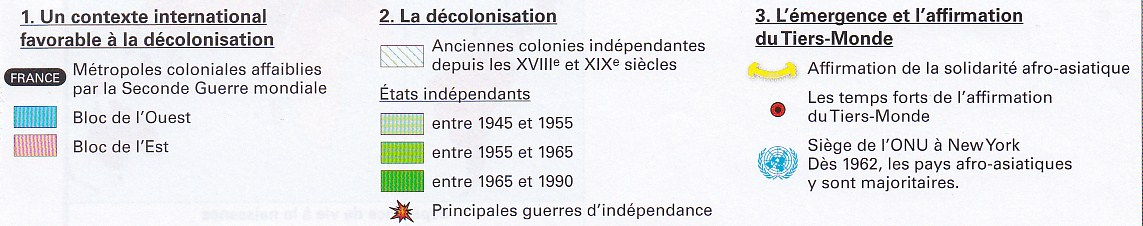 1. Un contexte international
favorable à la décolonisation
FRANCE Métropoles coloniales affaiblies
par la Seconde Guerre mondiale
Bloc de l'Ouest
Bloc de l'Est
2. La décolonisation
Anciennes colonies indépendantes
depuis les XVIIIᵉ et XIXᵉ siècles
États indépendants
entre 1945 et 1955
entre 1955 et 1965
entre 1965 et 1990
Principales guerres d'indépendance
3. L'émergence et l'affirmation
du Tiers-Monde
Affirmation de la solidarité afro-asiatique
Les temps forts de l'affirmation
du Tiers-Monde
Siège de l'ONU à New York
Dès 1962, les pays afro-asiatiques
y sont majoritaires.